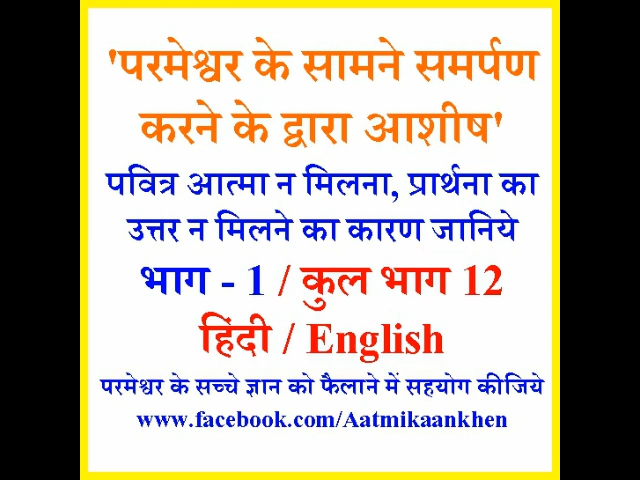 'परमेश्वर के सामने समर्पण
करने के द्वारा आशीष'
पवित्र आत्मा न मिलना, प्रार्थना का
उत्तर न मिलने का कारण जानिये
भाग - 1 / कुल भाग 12
हिंदी / English
परमेश्वर के सच्चे ज्ञान को फैलाने में सहयोग कीजिये
www.facebook.com/Aatmikaankhen